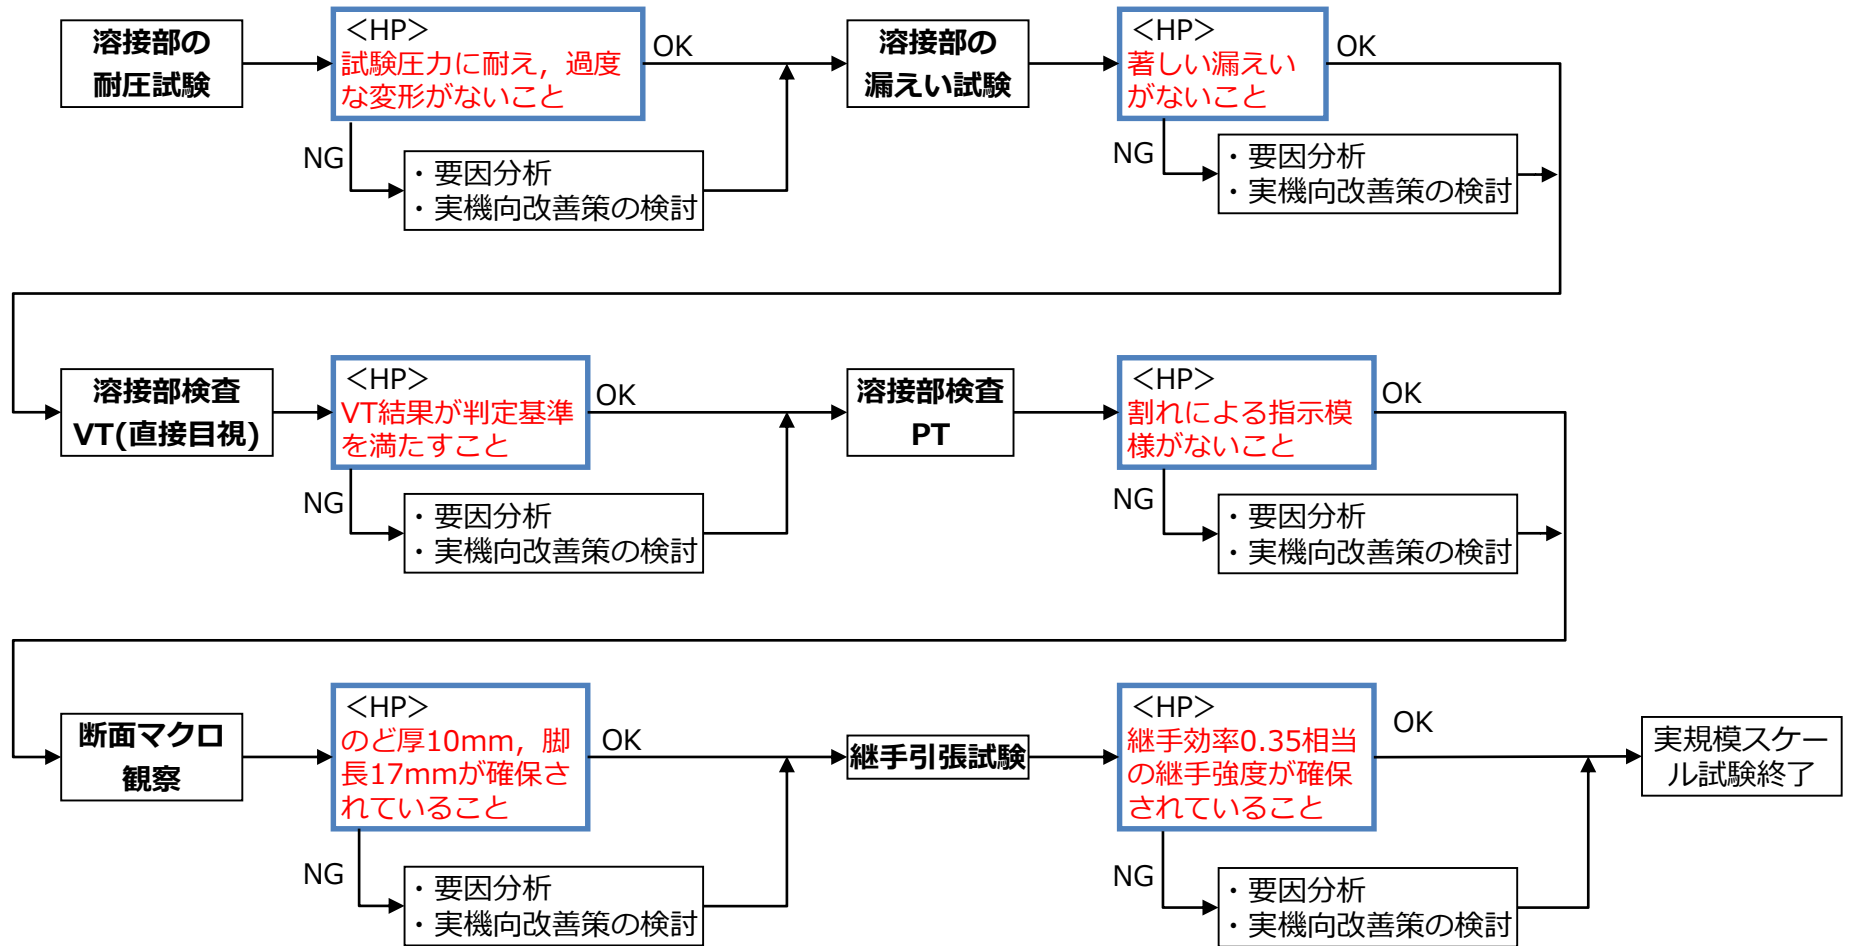 溶接部の
耐圧試験
<HP>
試験圧力に耐え，過度
な変形がないこと
OK
NG
・要因分析
・実機向改善策の検討
溶接部の
漏えい試験
<HP>
著しい漏えい
がないこと
OK
NG
・要因分析
・実機向改善策の検討
溶接部検査
VT(直接目視)
<HP>
VT結果が判定基準
を満たすこと
OK
NG
・要因分析
・実機向改善策の検討
溶接部検査
PT
<HP>
割れによる指示模
様がないこと
OK
NG
・要因分析
・実機向改善策の検討
断面マクロ
観察
<HP>
のど厚10mm，脚
長17mmが確保さ
れていること
OK
NG
・要因分析
・実機向改善策の検討
継手引張試験
<HP>
継手効率0.35相当
の継手強度が確保
されていること
OK
NG
・要因分析
・実機向改善策の検討
実規模スケー
ル試験終了